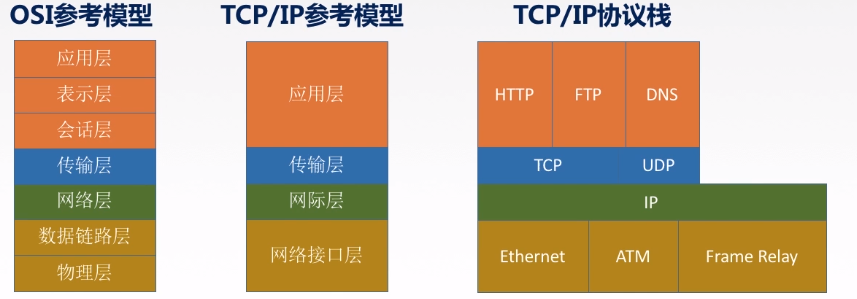 OSI参考模型
应用层
表示层
会话层
传输层
网络层
数据链路层
物理层
TCP/IP参考模型
应用层
传输层
网际层
网络接口层
TCP/IP协议栈
HTTP FTP DNS
TCP UDP
IP
Ethernet ATM Frame Relay